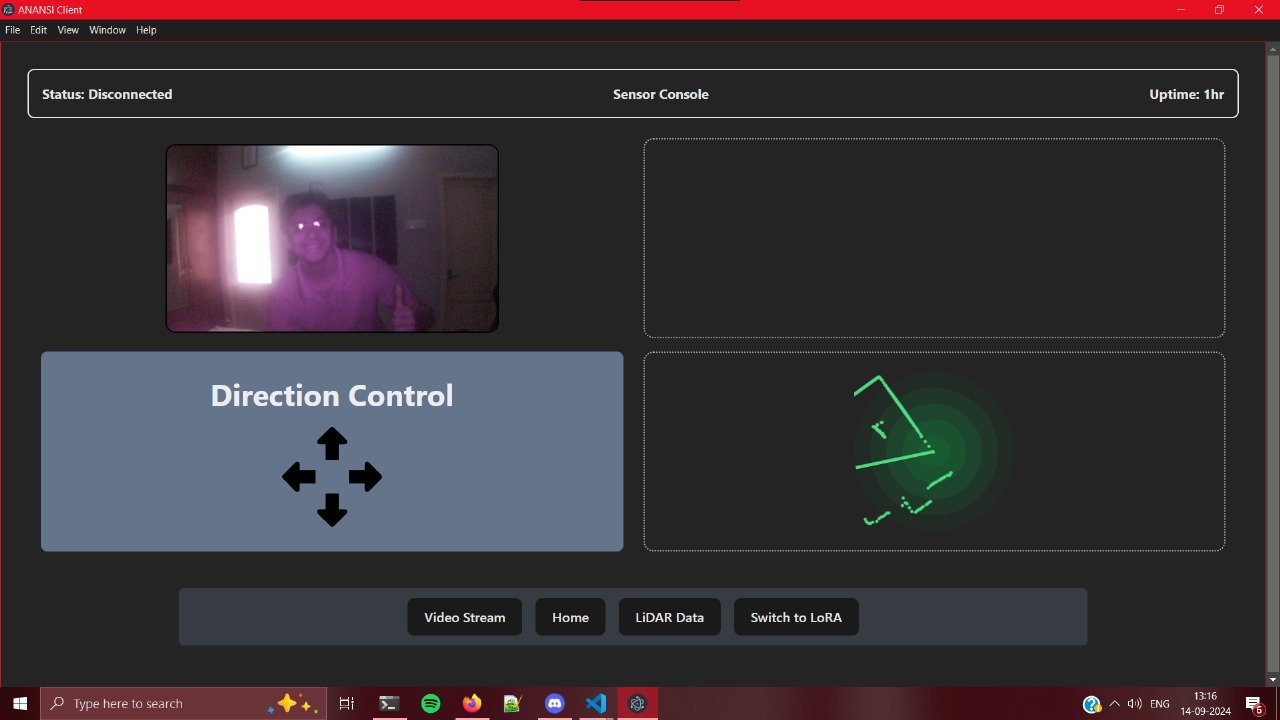 ANANSI Client
File Edit View Window Help
Status: Disconnected Sensor Console Uptime: 1hr
Direction Control
Video Stream Home LiDAR Data Switch to LoRA
Type here to search
ENG
13:16
14-09-2024
6